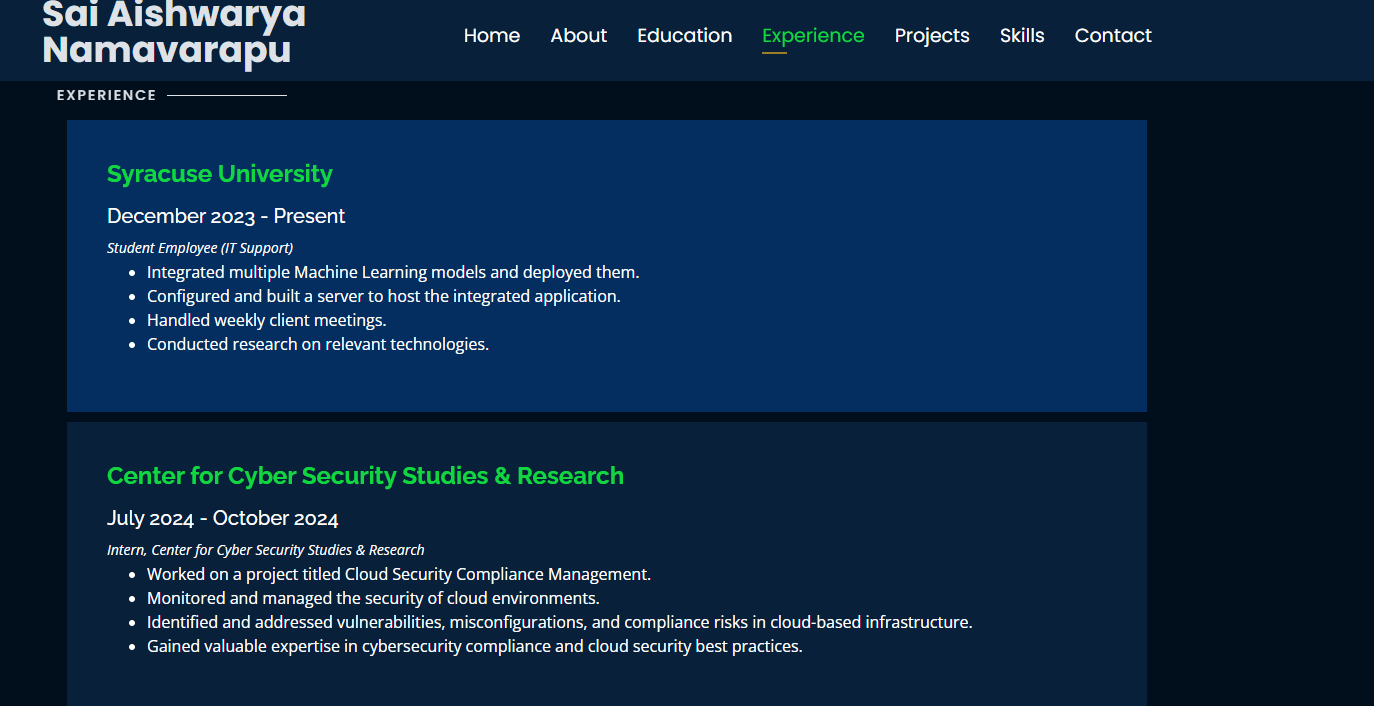 Sai Aishwarya
Namavarapu
Home About Education Experience Projects Skills Contact
EXPERIENCE
Syracuse University
December 2023 - Present
Student Employee (IT Support)
• Integrated multiple Machine Learning models and deployed them.
• Configured and built a server to host the integrated application.
• Handled weekly client meetings.
• Conducted research on relevant technologies.
Center for Cyber Security Studies & Research
July 2024 - October 2024
Intern, Center for Cyber Security Studies & Research
• Worked on a project titled Cloud Security Compliance Management.
• Monitored and managed the security of cloud environments.
• Identified and addressed vulnerabilities, misconfigurations, and compliance risks in cloud-based infrastructure.
• Gained valuable expertise in cybersecurity compliance and cloud security best practices.